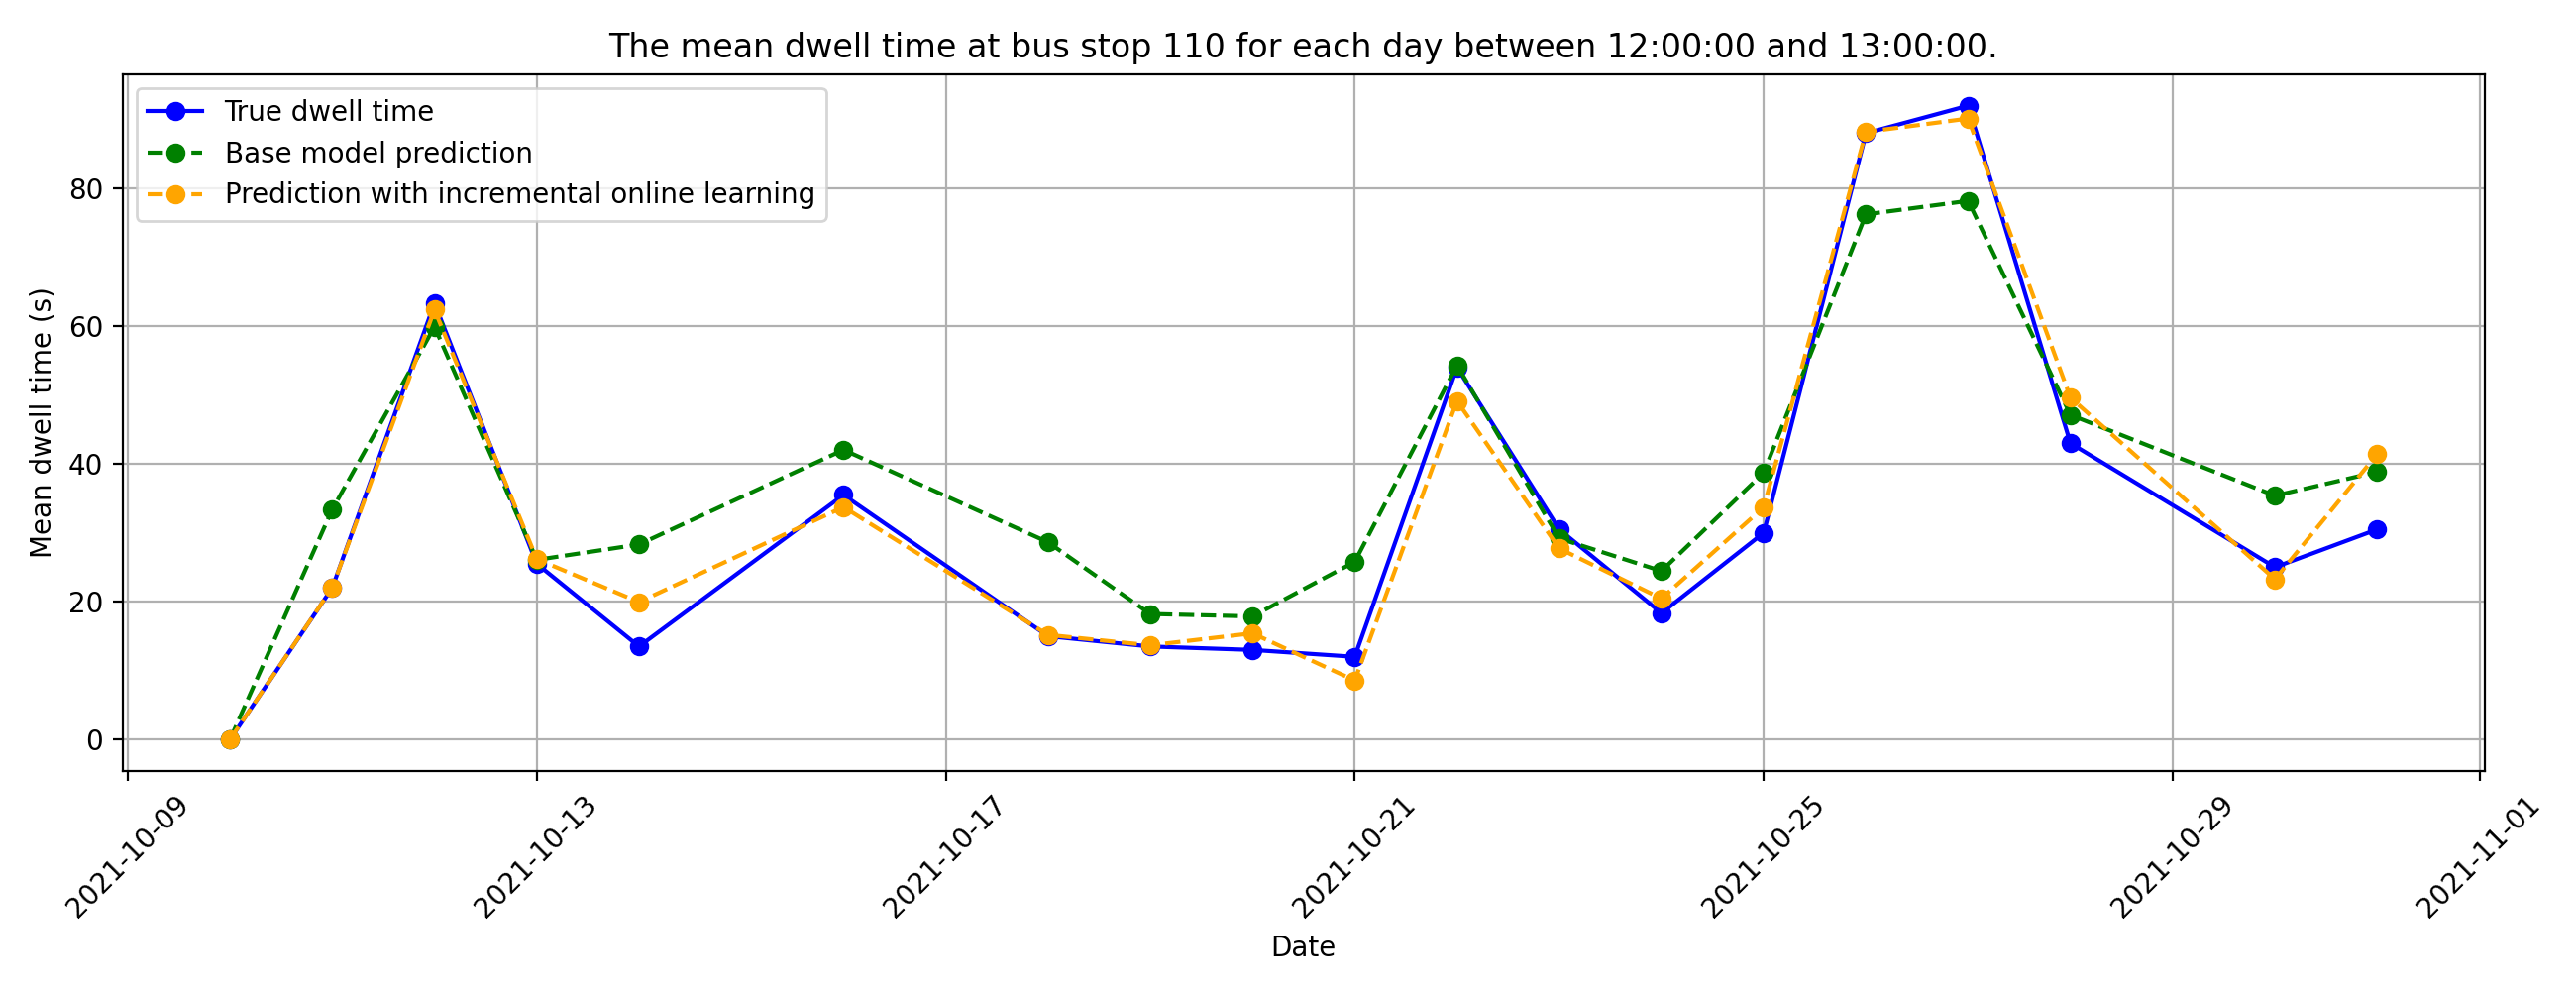 The mean dwell time at bus stop 110 for each day between 12:00:00 and 13:00:00.
True dwell time
Base model prediction
Prediction with incremental online learning
Mean dwell time (s)
80
60
40
20
0
2021-10-09
2021-10-13
2021-10-17
2021-10-21
2021-10-25
2021-10-29
2021-11-01
Date